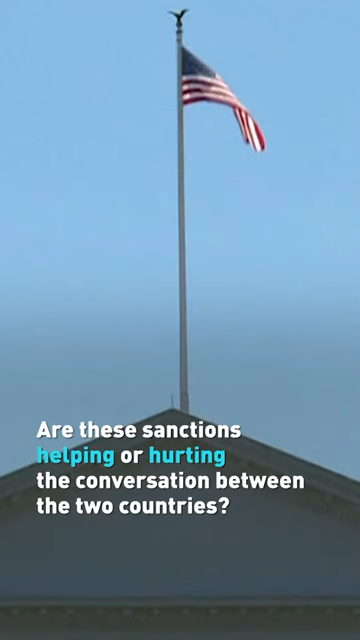 Are these sanctions
helping or hurting
the conversation between
the two countries?